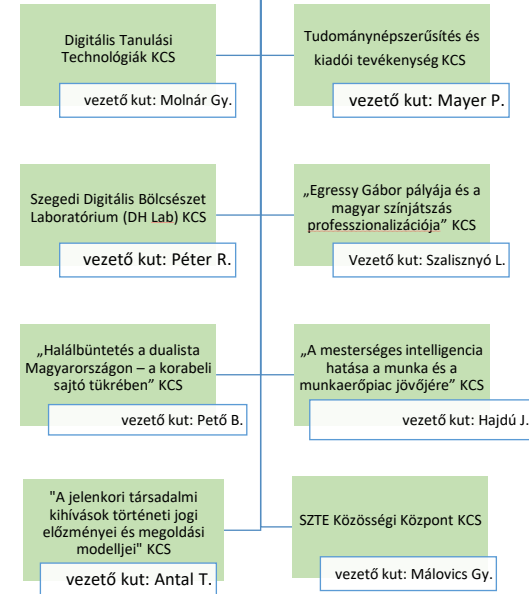 Digitális Tanulási
Technológiák KCS
vezető kut: Molnár Gy.
Tudománynépszerűsítés és
kiadói tevékenység KCS
vezető kut: Mayer P.
Szegedi Digitális Bölcsészet
Laboratórium (DH Lab) KCS
vezető kut: Péter R.
„Egressy Gábor pályája és a
magyar színjátszás
professzionalizációja” KCS
Vezető kut: Szalisznyó L.
„Halálbüntetés a dualista
Magyarországon – a korabeli
sajtó tükrében” KCS
vezető kut: Pető B.
„A mesterséges intelligencia
hatása a munka és a
munkaerőpiac jövőjére” KCS
vezető kut: Hajdú J.
"A jelenkori társadalmi
kihívások történeti jogi
előzményei és megoldási
modelljei" KCS
vezető kut: Antal T.
SZTE Közösségi Központ KCS
vezető kut: Málovics Gy.